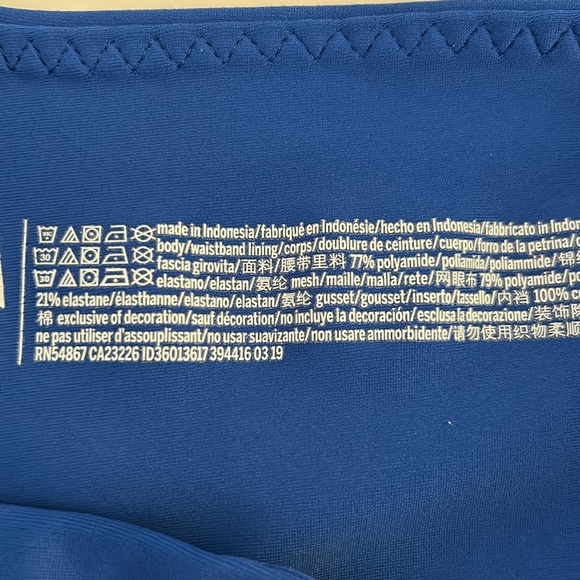 made in Indonesia/fabriqué en Indonésie/hecho en Indonesia/fabbricato in Indon
body/waistband lining/corps/doublure de ceinture/cuerpo/forro de la petrina/
fascia girovita/面料/腰带里料 77% polyamide/poliamida/poliammide/锦纶
elastano/elastan/氨纶 mesh/maille/malla/rete/网眼布79% polyamide/po
21% elastane/élasthanne/elastano/elastan/氨纶 gusset/gousset/inserto/tassello/内裆 100% c
棉 exclusive of decoration/sauf décoration/no incluye la decoración/esclusa la decorazione/装饰除
ne pas utiliser d'assouplissant/no usar suavizante/non usare ammorbidente/请勿使用织物柔顺
RN54867 CA23226 ID36013617 394416 03 19